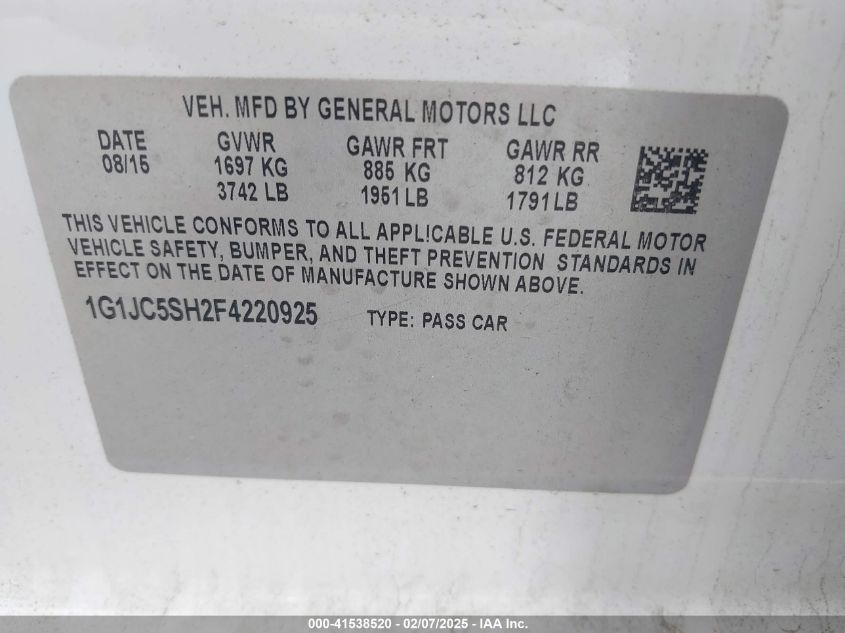 VEH. MFD BY GENERAL MOTORS LLC
DATE GVWR GAWR FRT GAWR RR
08/15 1697 KG 885 KG 812 KG
3742 LB 1951 LB 1791 LB
THIS VEHICLE CONFORMS TO ALL APPLICABLE U.S. FEDERAL MOTOR
VEHICLE SAFETY, BUMPER, AND THEFT PREVENTION STANDARDS IN
EFFECT ON THE DATE OF MANUFACTURE SHOWN ABOVE.
1G1JC5SH2F4220925 TYPE: PASS CAR
000-41538520 - 02/07/2025 - IAA Inc.